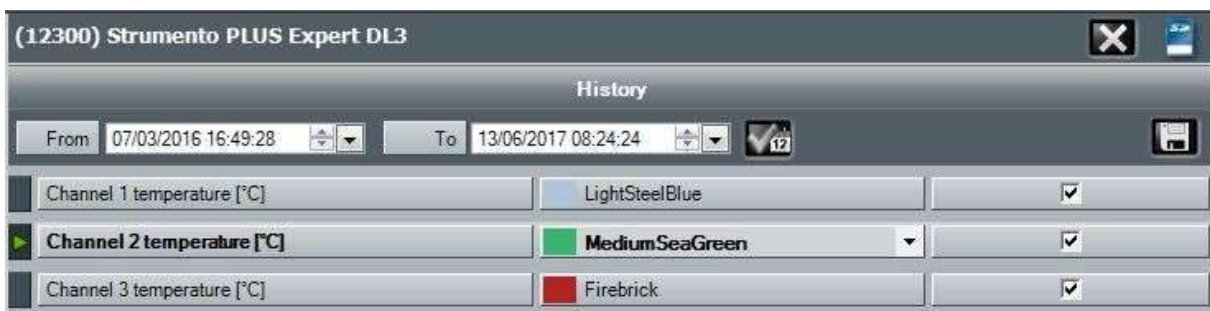 (12300) Strumento PLUS Expert DL3
History
From 07/03/2016 16:49:28 To 13/06/2017 08:24:24 12
Channel 1 temperature [°C] LightSteelBlue
Channel 2 temperature [°C] MediumSeaGreen
Channel 3 temperature [°C] Firebrick